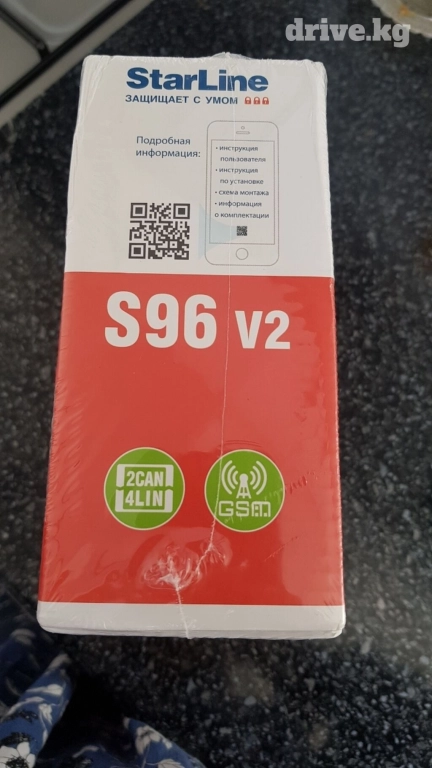 drive.kg
StarLine
ЗАЩИЩАЕТ С УМОМ
Подробная
информация:
• инструкция
пользователя
• инструкция
по установке
• схема монтажа
• информация
о комплектации
S96 V2
2CAN
4LIN
GSM